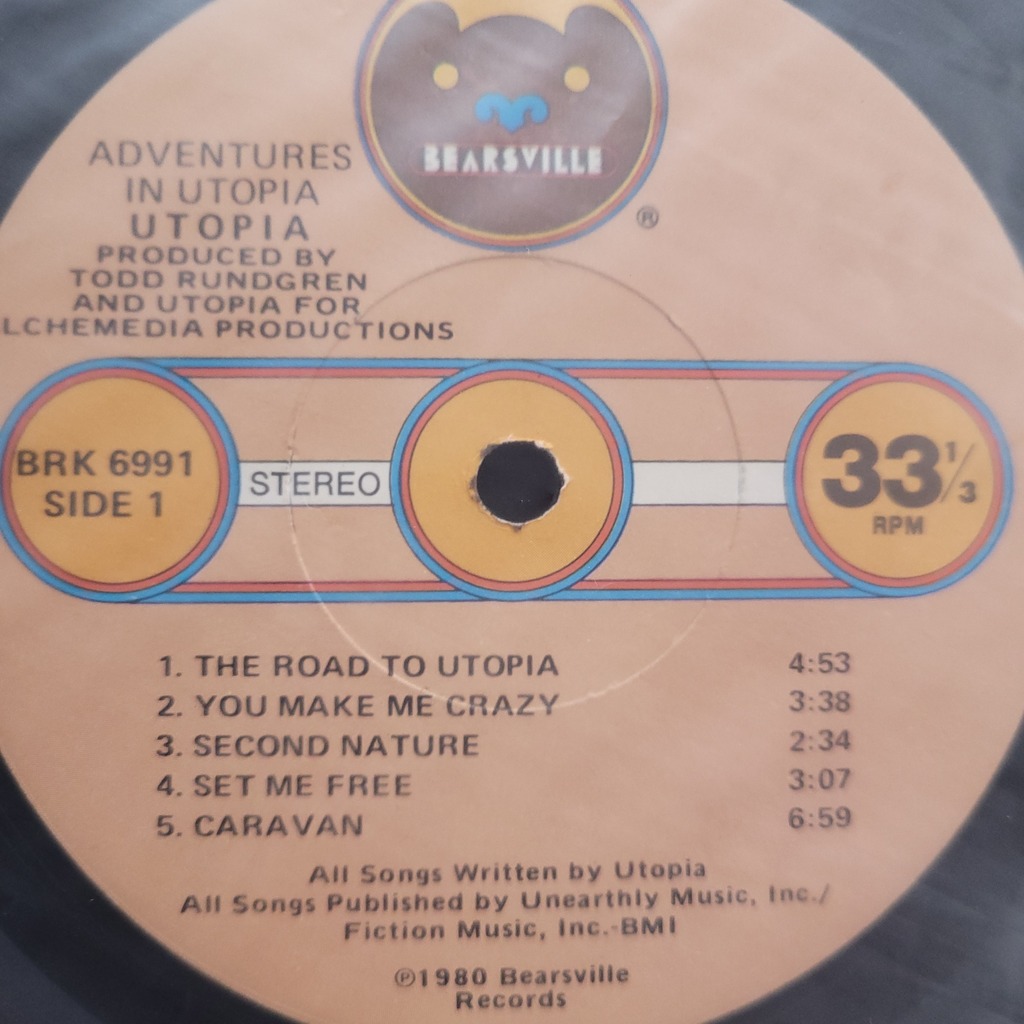 BEARSVILLE
®
ADVENTURES
IN UTOPIA
UTOPIA
PRODUCED BY
TODD RUNDGREN
AND UTOPIA FOR
LCHEMEDIA PRODUCTIONS
BRK 6991
SIDE 1
STEREO
33 1/3
RPM
1. THE ROAD TO UTOPIA 4:53
2. YOU MAKE ME CRAZY 3:38
3. SECOND NATURE 2:34
4. SET ME FREE 3:07
5. CARAVAN 6:59
All Songs Written by Utopia
All Songs Published by Unearthly Music, Inc./
Fiction Music, Inc.-BMI
℗1980 Bearsville
Records